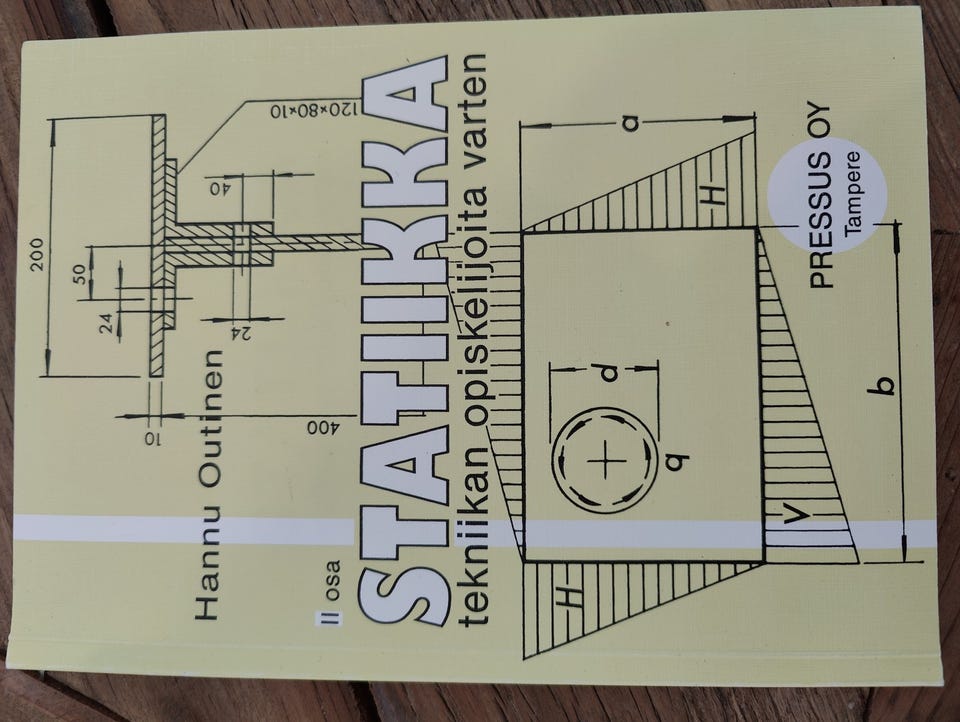 Hannu Outinen
II osa
STATIIKKA
tekniikan opiskelijoita varten
PRESSUS OY
Tampere
200
50
24
10
400
24
40
120×80×10
a
H
H
d
q
V
b